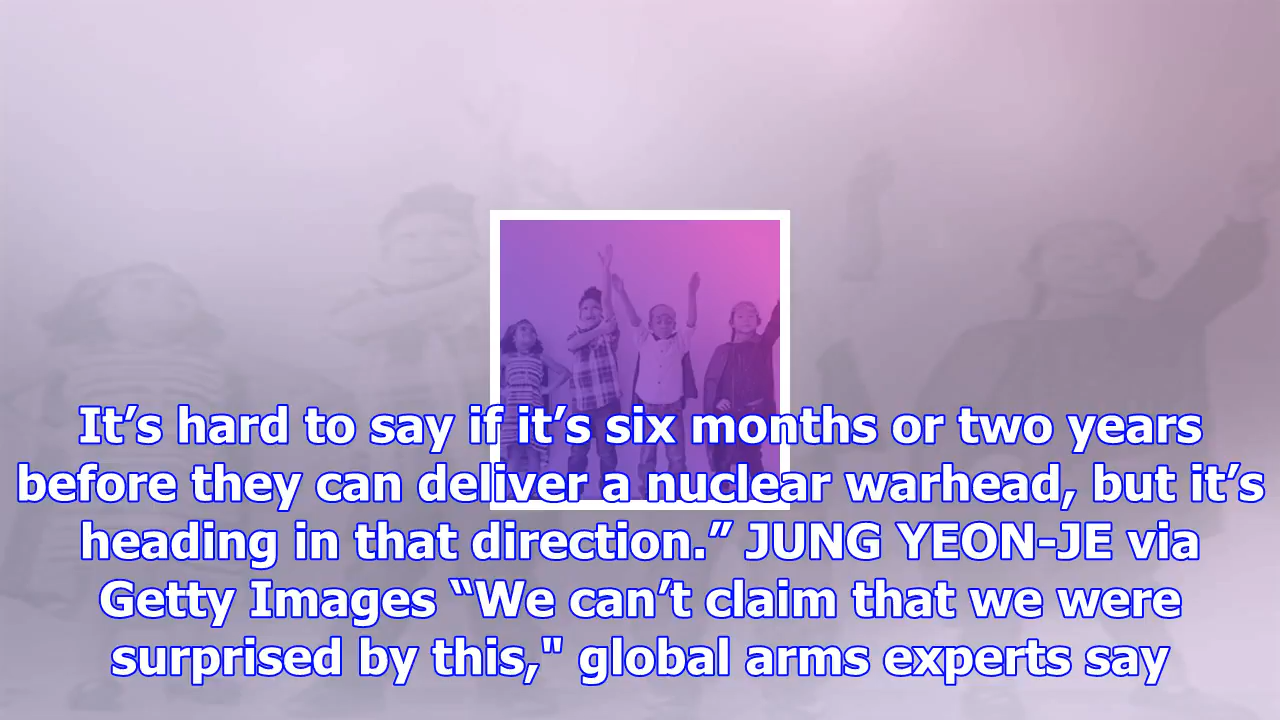 It’s hard to say if it’s six months or two years
before they can deliver a nuclear warhead, but it’s
heading in that direction.” JUNG YEON-JE via
Getty Images “We can’t claim that we were
surprised by this," global arms experts say